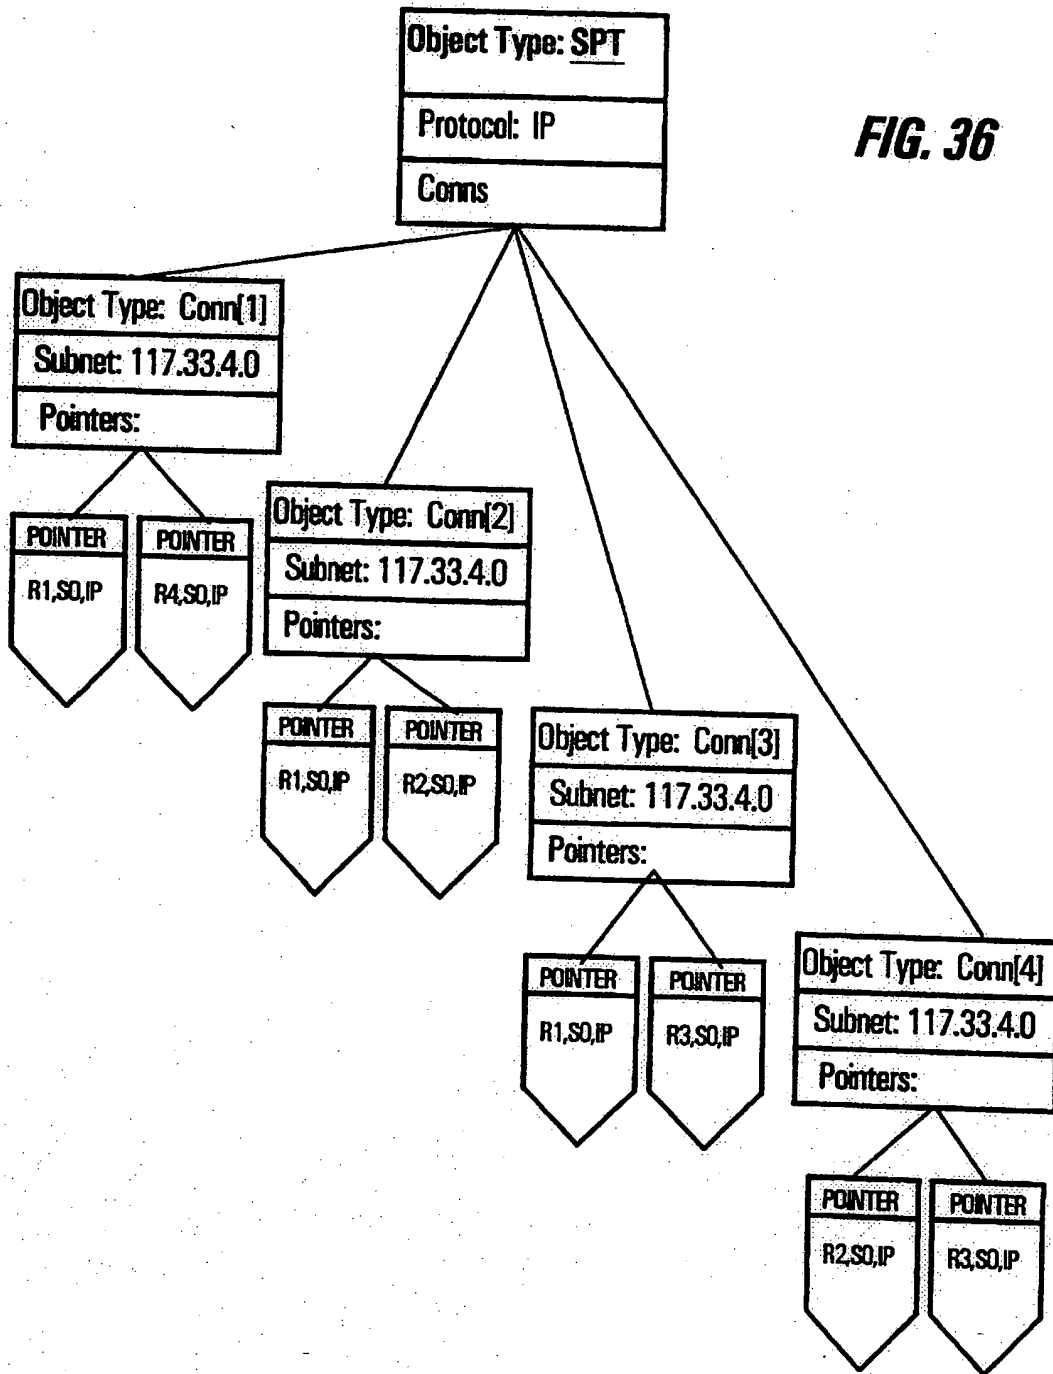 Object Type: SPT
Protocol: IP
Conns
FIG. 36
Object Type: Conn[1]
Subnet: 117.33.4.0
Pointers:
POINTER
R1,S0,IP
POINTER
R4,S0,IP
Object Type: Conn[2]
Subnet: 117.33.4.0
Pointers:
POINTER
R1,S0,IP
POINTER
R2,S0,IP
Object Type: Conn[3]
Subnet: 117.33.4.0
Pointers:
POINTER
R1,S0,IP
POINTER
R3,S0,IP
Object Type: Conn[4]
Subnet: 117.33.4.0
Pointers:
POINTER
R2,S0,IP
POINTER
R3,S0,IP